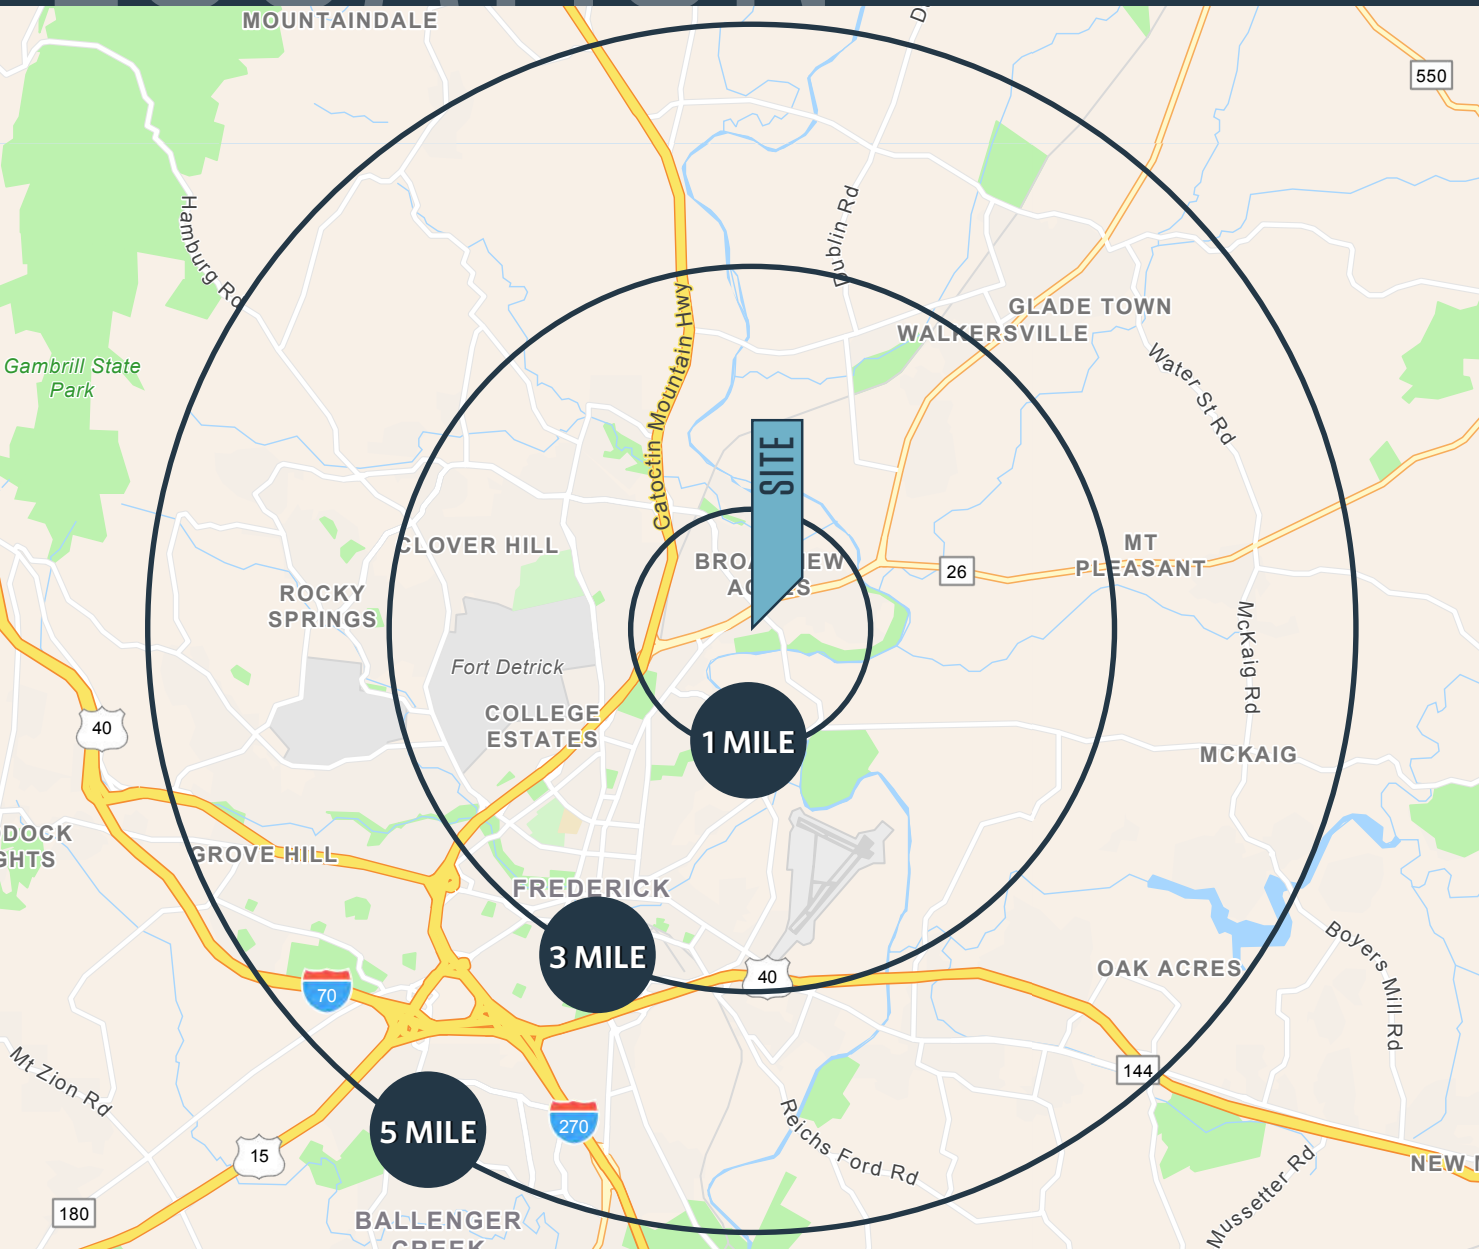 MOUNTAINDALE
550
Hamburg Rd
Dublin Rd
Catoctin Mountain Hwy
GLADE TOWN
WALKERSVILLE
Gambrill State
Park
Water St Rd
SITE
CLOVER HILL
BROADVIEW
ACRES
26
MT
PLEASANT
ROCKY
SPRINGS
McKaig Rd
Fort Detrick
COLLEGE
ESTATES
40
1 MILE
MCKAIG
GROVE HILL
FREDERICK
3 MILE
40
OAK ACRES
Boyers Mill Rd
70
Mt Zion Rd
144
5 MILE
270
Reichs Ford Rd
15
Mussetter Rd
180
BALLENGER
CREEK